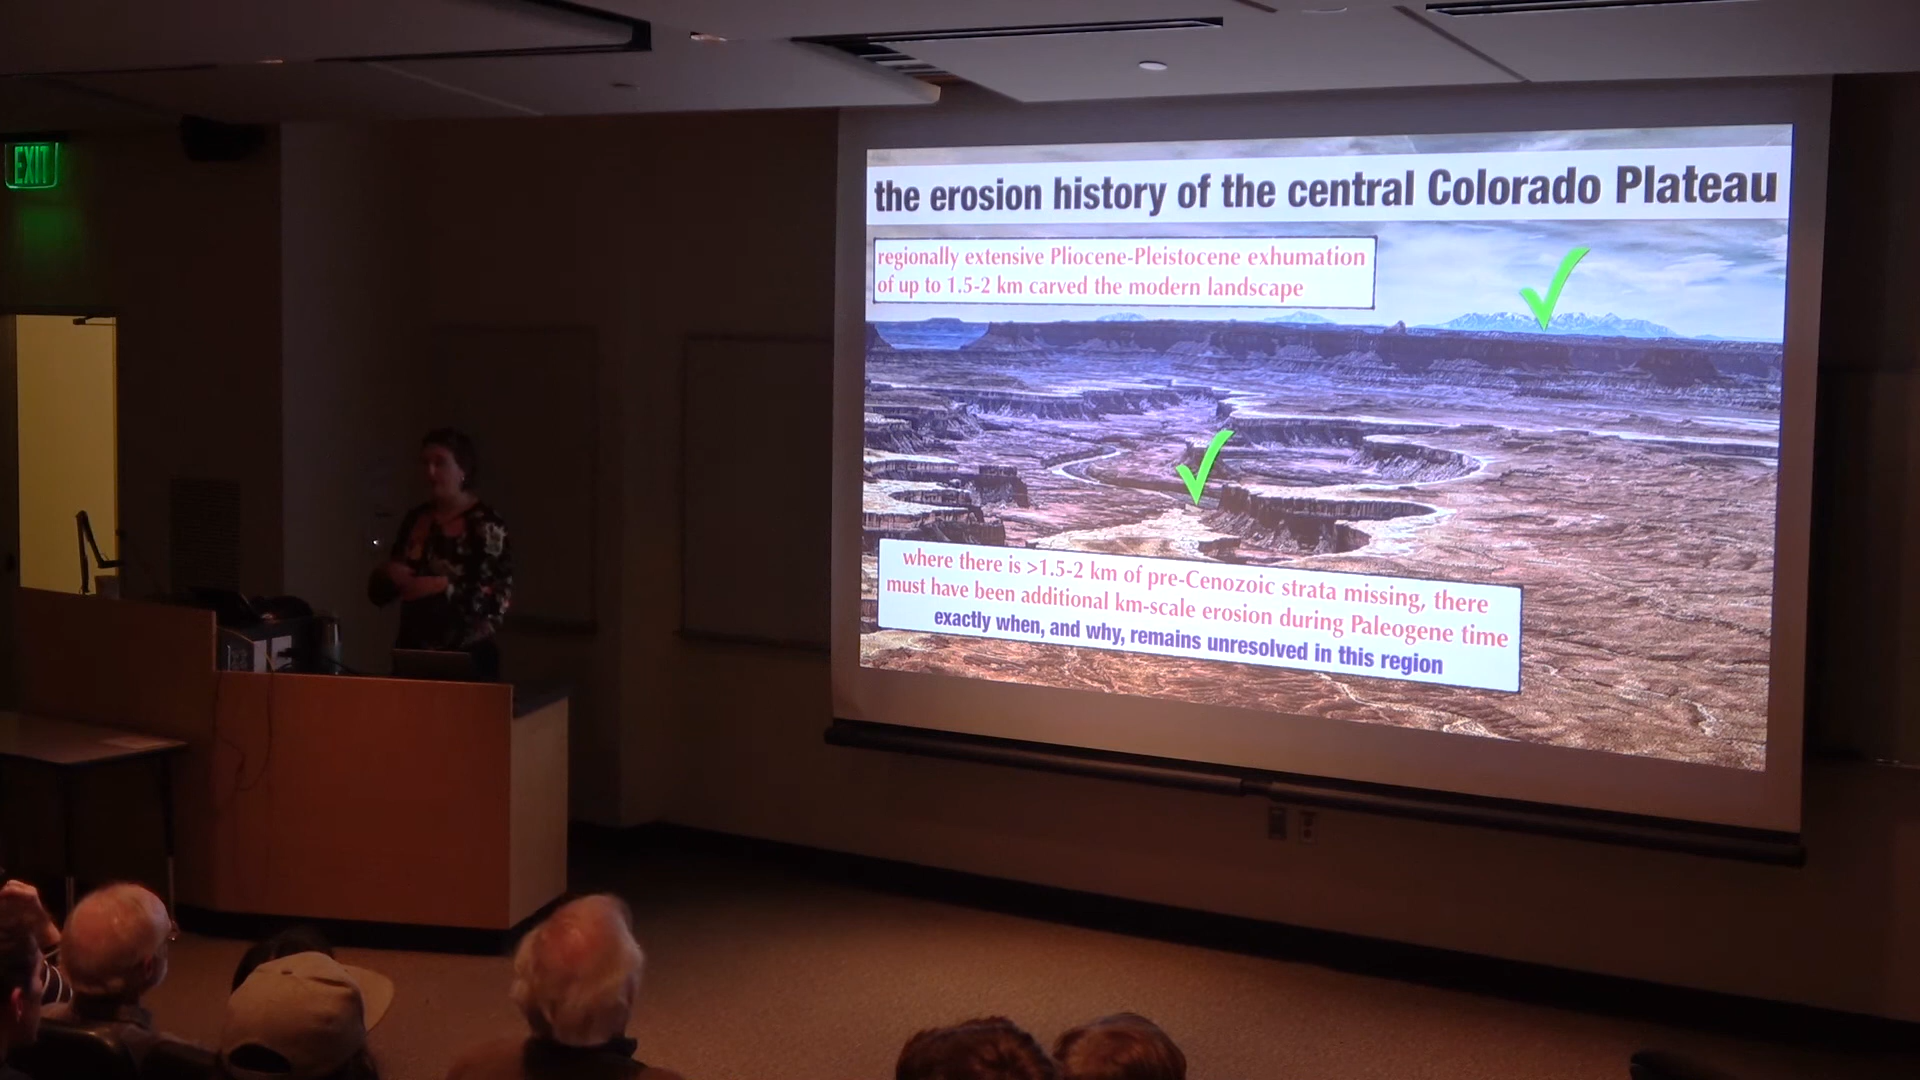 EXIT
the erosion history of the central Colorado Plateau
regionally extensive Pliocene-Pleistocene exhumation
of up to 1.5-2 km carved the modern landscape
where there is >1.5-2 km of pre-Cenozoic strata missing, there
must have been additional km-scale erosion during Paleogene time
exactly when, and why, remains unresolved in this region